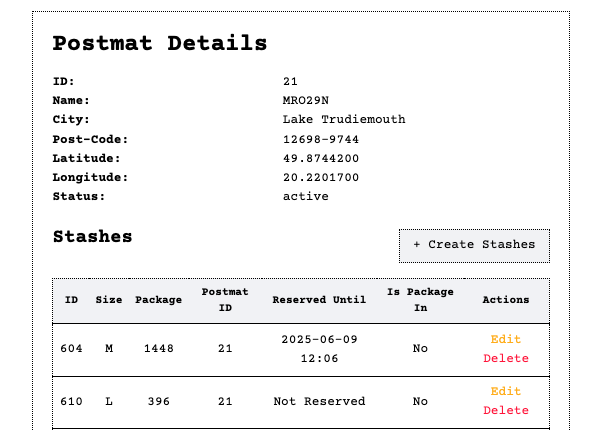 Postmat Details
ID: 21
Name: MRO29N
City: Lake Trudiemouth
Post-Code: 12698-9744
Latitude: 49.8744200
Longitude: 20.2201700
Status: active
Stashes
+ Create Stashes
ID Size Package Postmat ID Reserved Until Is Package In Actions
604 M 1448 21 2025-06-09 12:06 No Edit Delete
610 L 396 21 Not Reserved No Edit Delete